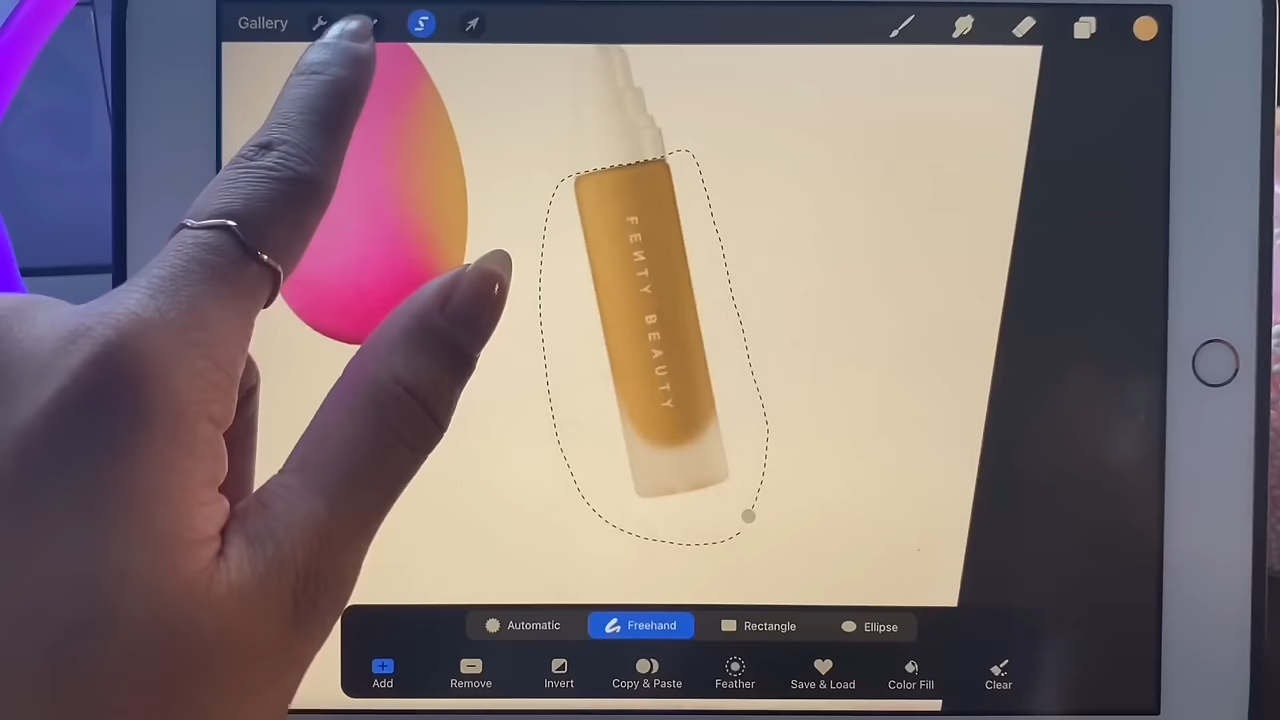 Gallery
FENTY BEAUTY
Automatic
Freehand
Rectangle
Ellipse
Add
Remove
Invert
Copy & Paste
Feather
Save & Load
Color Fill
Clear